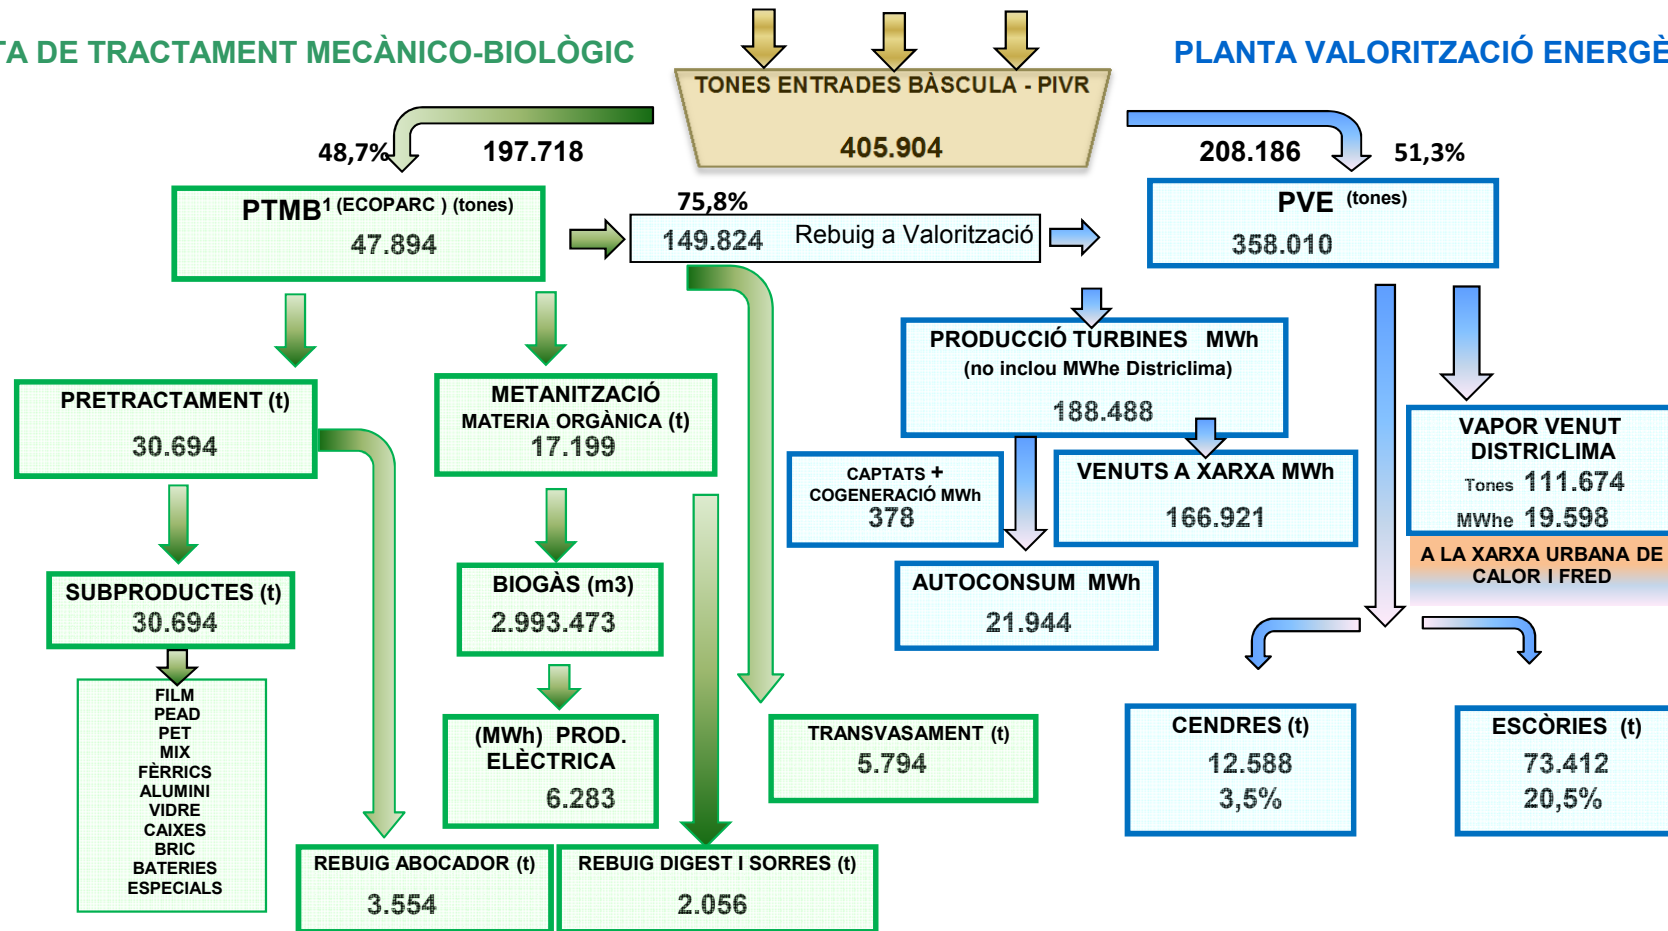 TA DE TRACTAMENT MECÀNICO-BIOLÒGIC
PLANTA VALORITZACIÓ ENERGÈ
TONES ENTRADES BÀSCULA - PIVR
405.904
48,7%
197.718
208.186
51,3%
PTMB1 (ECOPARC ) (tones)
47.894
75,8%
149.824 Rebuig a Valorització
PVE (tones)
358.010
PRODUCCIÓ TURBINES MWh
(no inclou MWhe Districlima)
188.488
PRETRACTAMENT (t)
30.694
METANITZACIÓ
MATERIA ORGÀNICA (t)
17.199
CAPTATS +
COGENERACIÓ MWh
378
VENUTS A XARXA MWh
166.921
VAPOR VENUT
DISTRICLIMA
Tones 111.674
MWhe 19.598
A LA XARXA URBANA DE
CALOR I FRED
SUBPRODUCTES (t)
30.694
BIOGÀS (m3)
2.993.473
AUTOCONSUM MWh
21.944
FILM
PEAD
PET
MIX
FÈRRICS
ALUMINI
VIDRE
CAIXES
BRIC
BATERIES
ESPECIALS
(MWh) PROD.
ELÈCTRICA
6.283
TRANSVASAMENT (t)
5.794
CENDRES (t)
12.588
3,5%
ESCÒRIES (t)
73.412
20,5%
REBUIG ABOCADOR (t)
3.554
REBUIG DIGEST I SORRES (t)
2.056